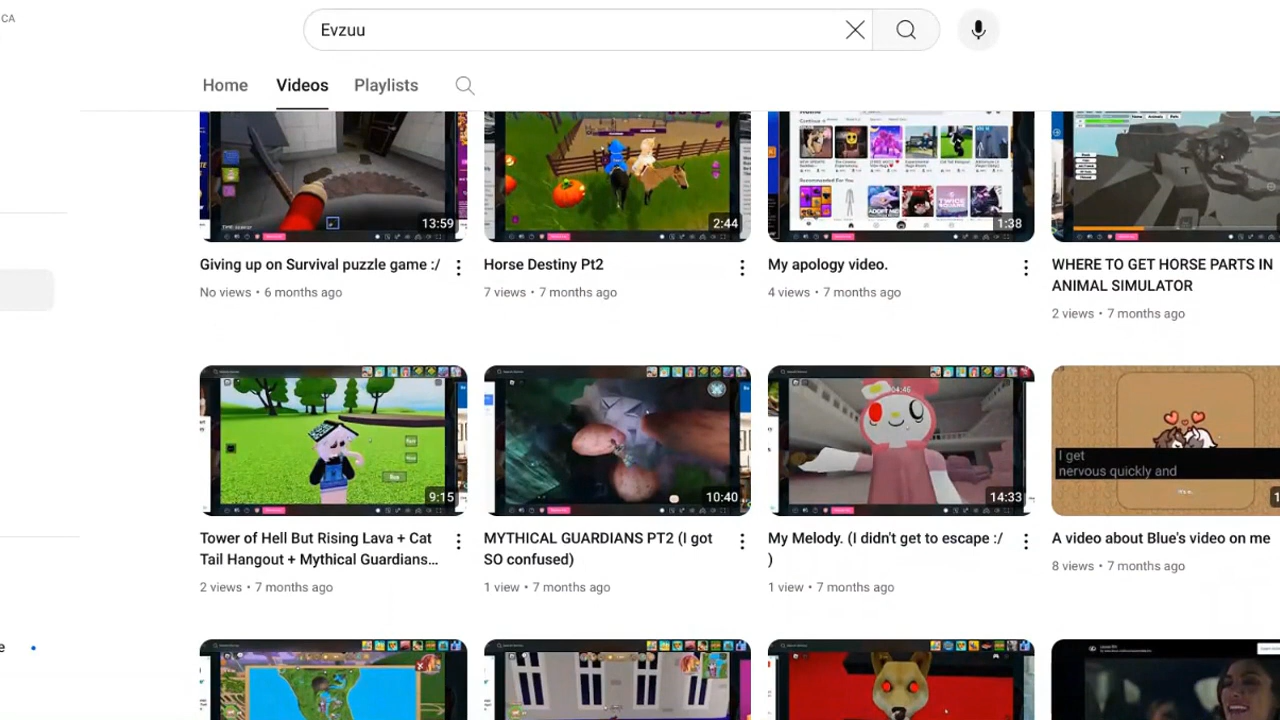 CA
Evzuu
Home Videos Playlists
13:59
2:44
1:38
Giving up on Survival puzzle game :/
No views • 6 months ago
Horse Destiny Pt2
7 views • 7 months ago
My apology video.
4 views • 7 months ago
WHERE TO GET HORSE PARTS IN
ANIMAL SIMULATOR
2 views • 7 months ago
9:15
10:40
04:46
14:33
I get
nervous quickly and
1
Tower of Hell But Rising Lava + Cat
Tail Hangout + Mythical Guardians...
2 views • 7 months ago
MYTHICAL GUARDIANS PT2 (I got
SO confused)
1 view • 7 months ago
My Melody. (I didn't get to escape :/
)
1 view • 7 months ago
A video about Blue's video on me
8 views • 7 months ago
e